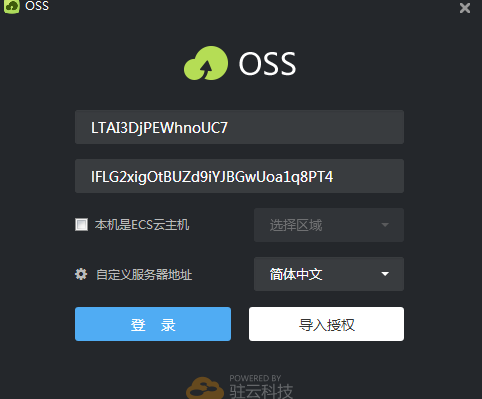 OSS
OSS
LTAI3DjPEWhnoUC7
lFLG2xigOtBUZd9iYJBGwUoa1q8PT4
本机是ECS云主机
选择区域
自定义服务器地址
简体中文
登 录
导入授权
POWERED BY
驻云科技